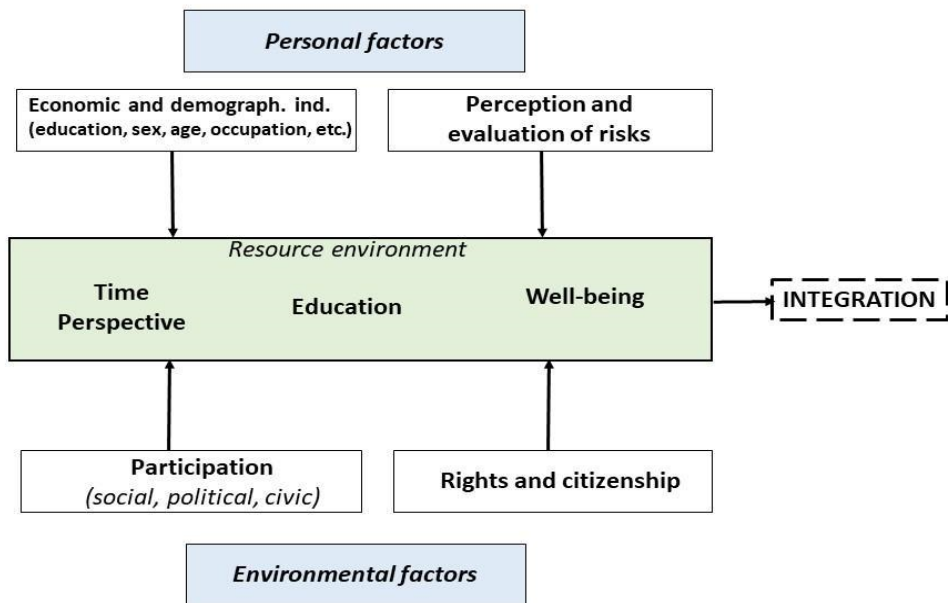 Personal factors
Economic and demograph. ind.
(education, sex, age, occupation, etc.)
Perception and
evaluation of risks
Resource environment
Time
Perspective
Education
Well-being
INTEGRATION
Participation
(social, political, civic)
Rights and citizenship
Environmental factors